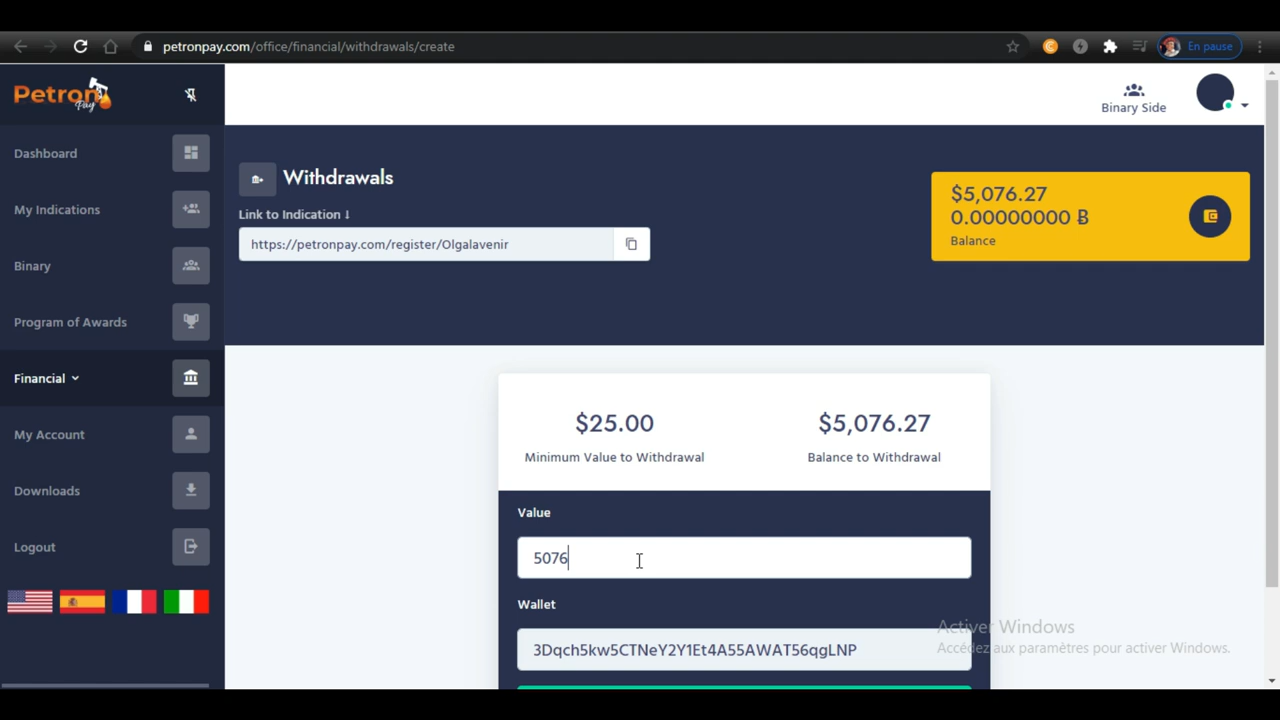 petronpay.com/office/financial/withdrawals/create
En pause
Petron
Pay
Binary Side
Dashboard
My Indications
Binary
Program of Awards
Financial
My Account
Downloads
Logout
Withdrawals
Link to Indication
https://petronpay.com/register/Olgalavenir
$5,076.27
0.00000000 Ƀ
Balance
$25.00
Minimum Value to Withdrawal
$5,076.27
Balance to Withdrawal
Value
5076
Wallet
3Dqch5kw5CTNeY2Y1Et4A55AWAT56qgLNP
Activer Windows
Accédez aux paramètres pour activer Windows.